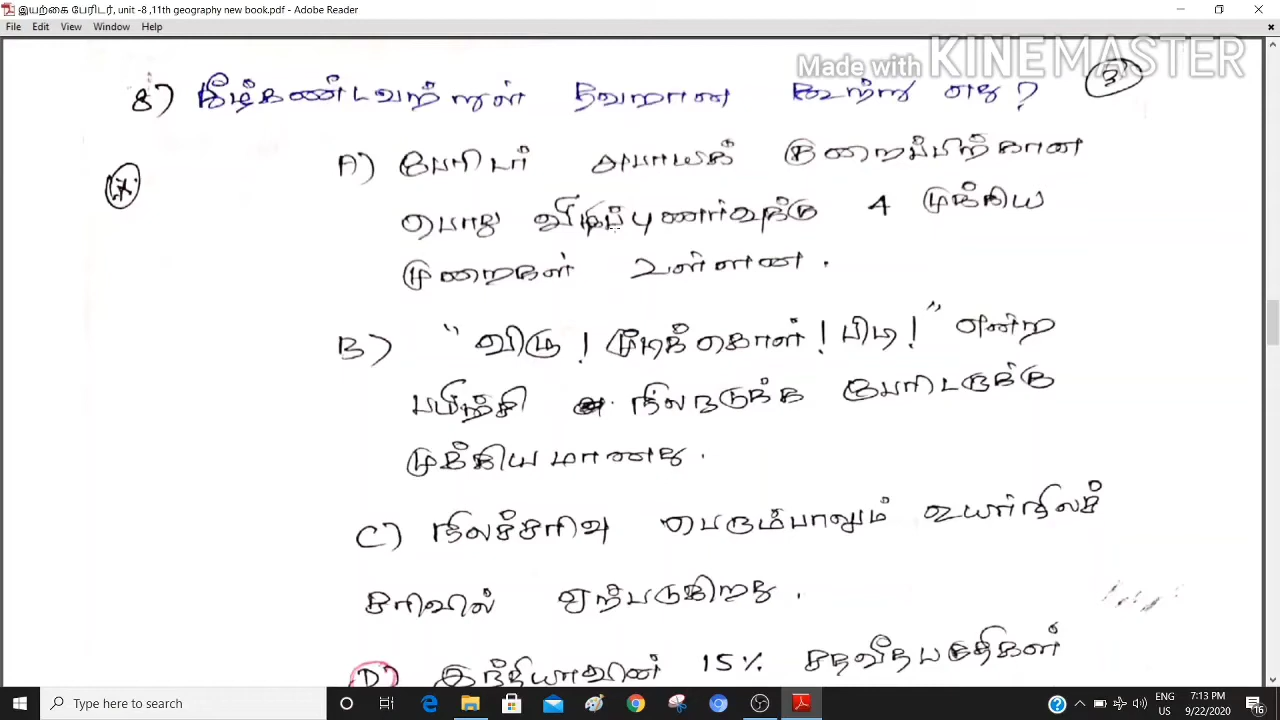 இயற்கை பேரிடர், unit -8 ,11th geography new book.pdf - Adobe Reader
File Edit View Window Help
Made with KINEMASTER
8) கீழ்கண்டவற்றுள் தவறான கூற்று எது? 3
A) பேரிடர் அபாயக் குறைப்பிற்கான
பொது விழிப்புணர்வுக்கு 4 முக்கிய
முறைகள் உள்ளன.
B) "விடு! மூடிக்கொள்! பிடி!" என்ற
பயிற்சி நிலநடுக்க பேரிடருக்கு
முக்கியமானது.
C) நிலச்சரிவு பெரும்பாலும் உயர்நிலச்
சரிவில் ஏற்படுகிறது.
D) இந்தியாவின் 15% சதவீத பகுதிகள்
Type here to search
ENG
US
7:13 PM
9/22/2020
16